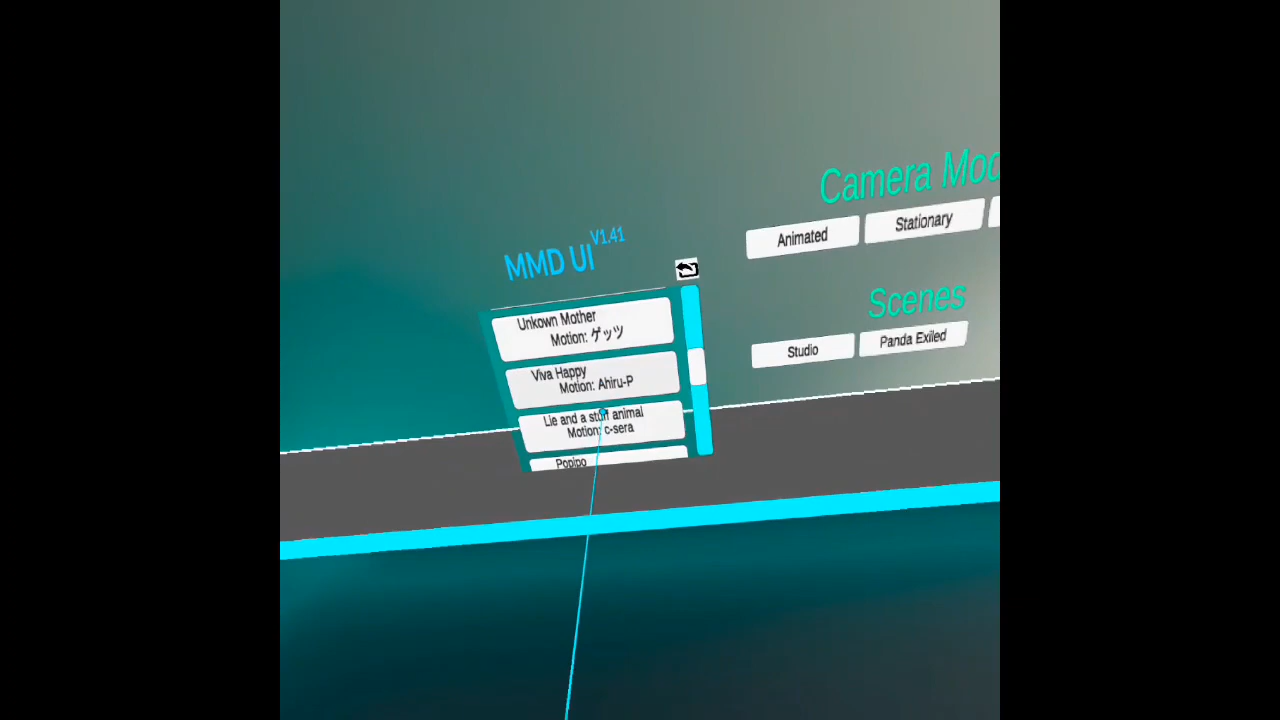 Camera Mod
Animated
Stationary
MMD UI V1.41
Unkown Mother
Motion: ゲッツ
Viva Happy
Motion: Ahiru-P
Lie and a stuff animal
Motion: c-sera
Popipo
Scenes
Studio
Panda Exiled